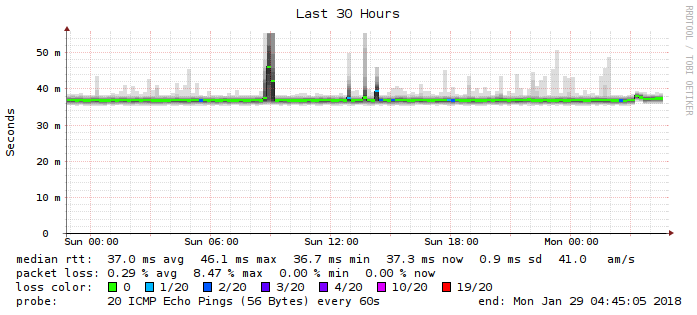 Last 30 Hours
RRDTOOL / TOBI OETIKER
Seconds
50 m
40 m
30 m
20 m
10 m
0
Sun 00:00 Sun 06:00 Sun 12:00 Sun 18:00 Mon 00:00
median rtt: 37.0 ms avg 46.1 ms max 36.7 ms min 37.3 ms now 0.9 ms sd 41.0 am/s
packet loss: 0.29 % avg 8.47 % max 0.00 % min 0.00 % now
loss color: 0 1/20 2/20 3/20 4/20 10/20 19/20
probe: 20 ICMP Echo Pings (56 Bytes) every 60s end: Mon Jan 29 04:45:05 2018